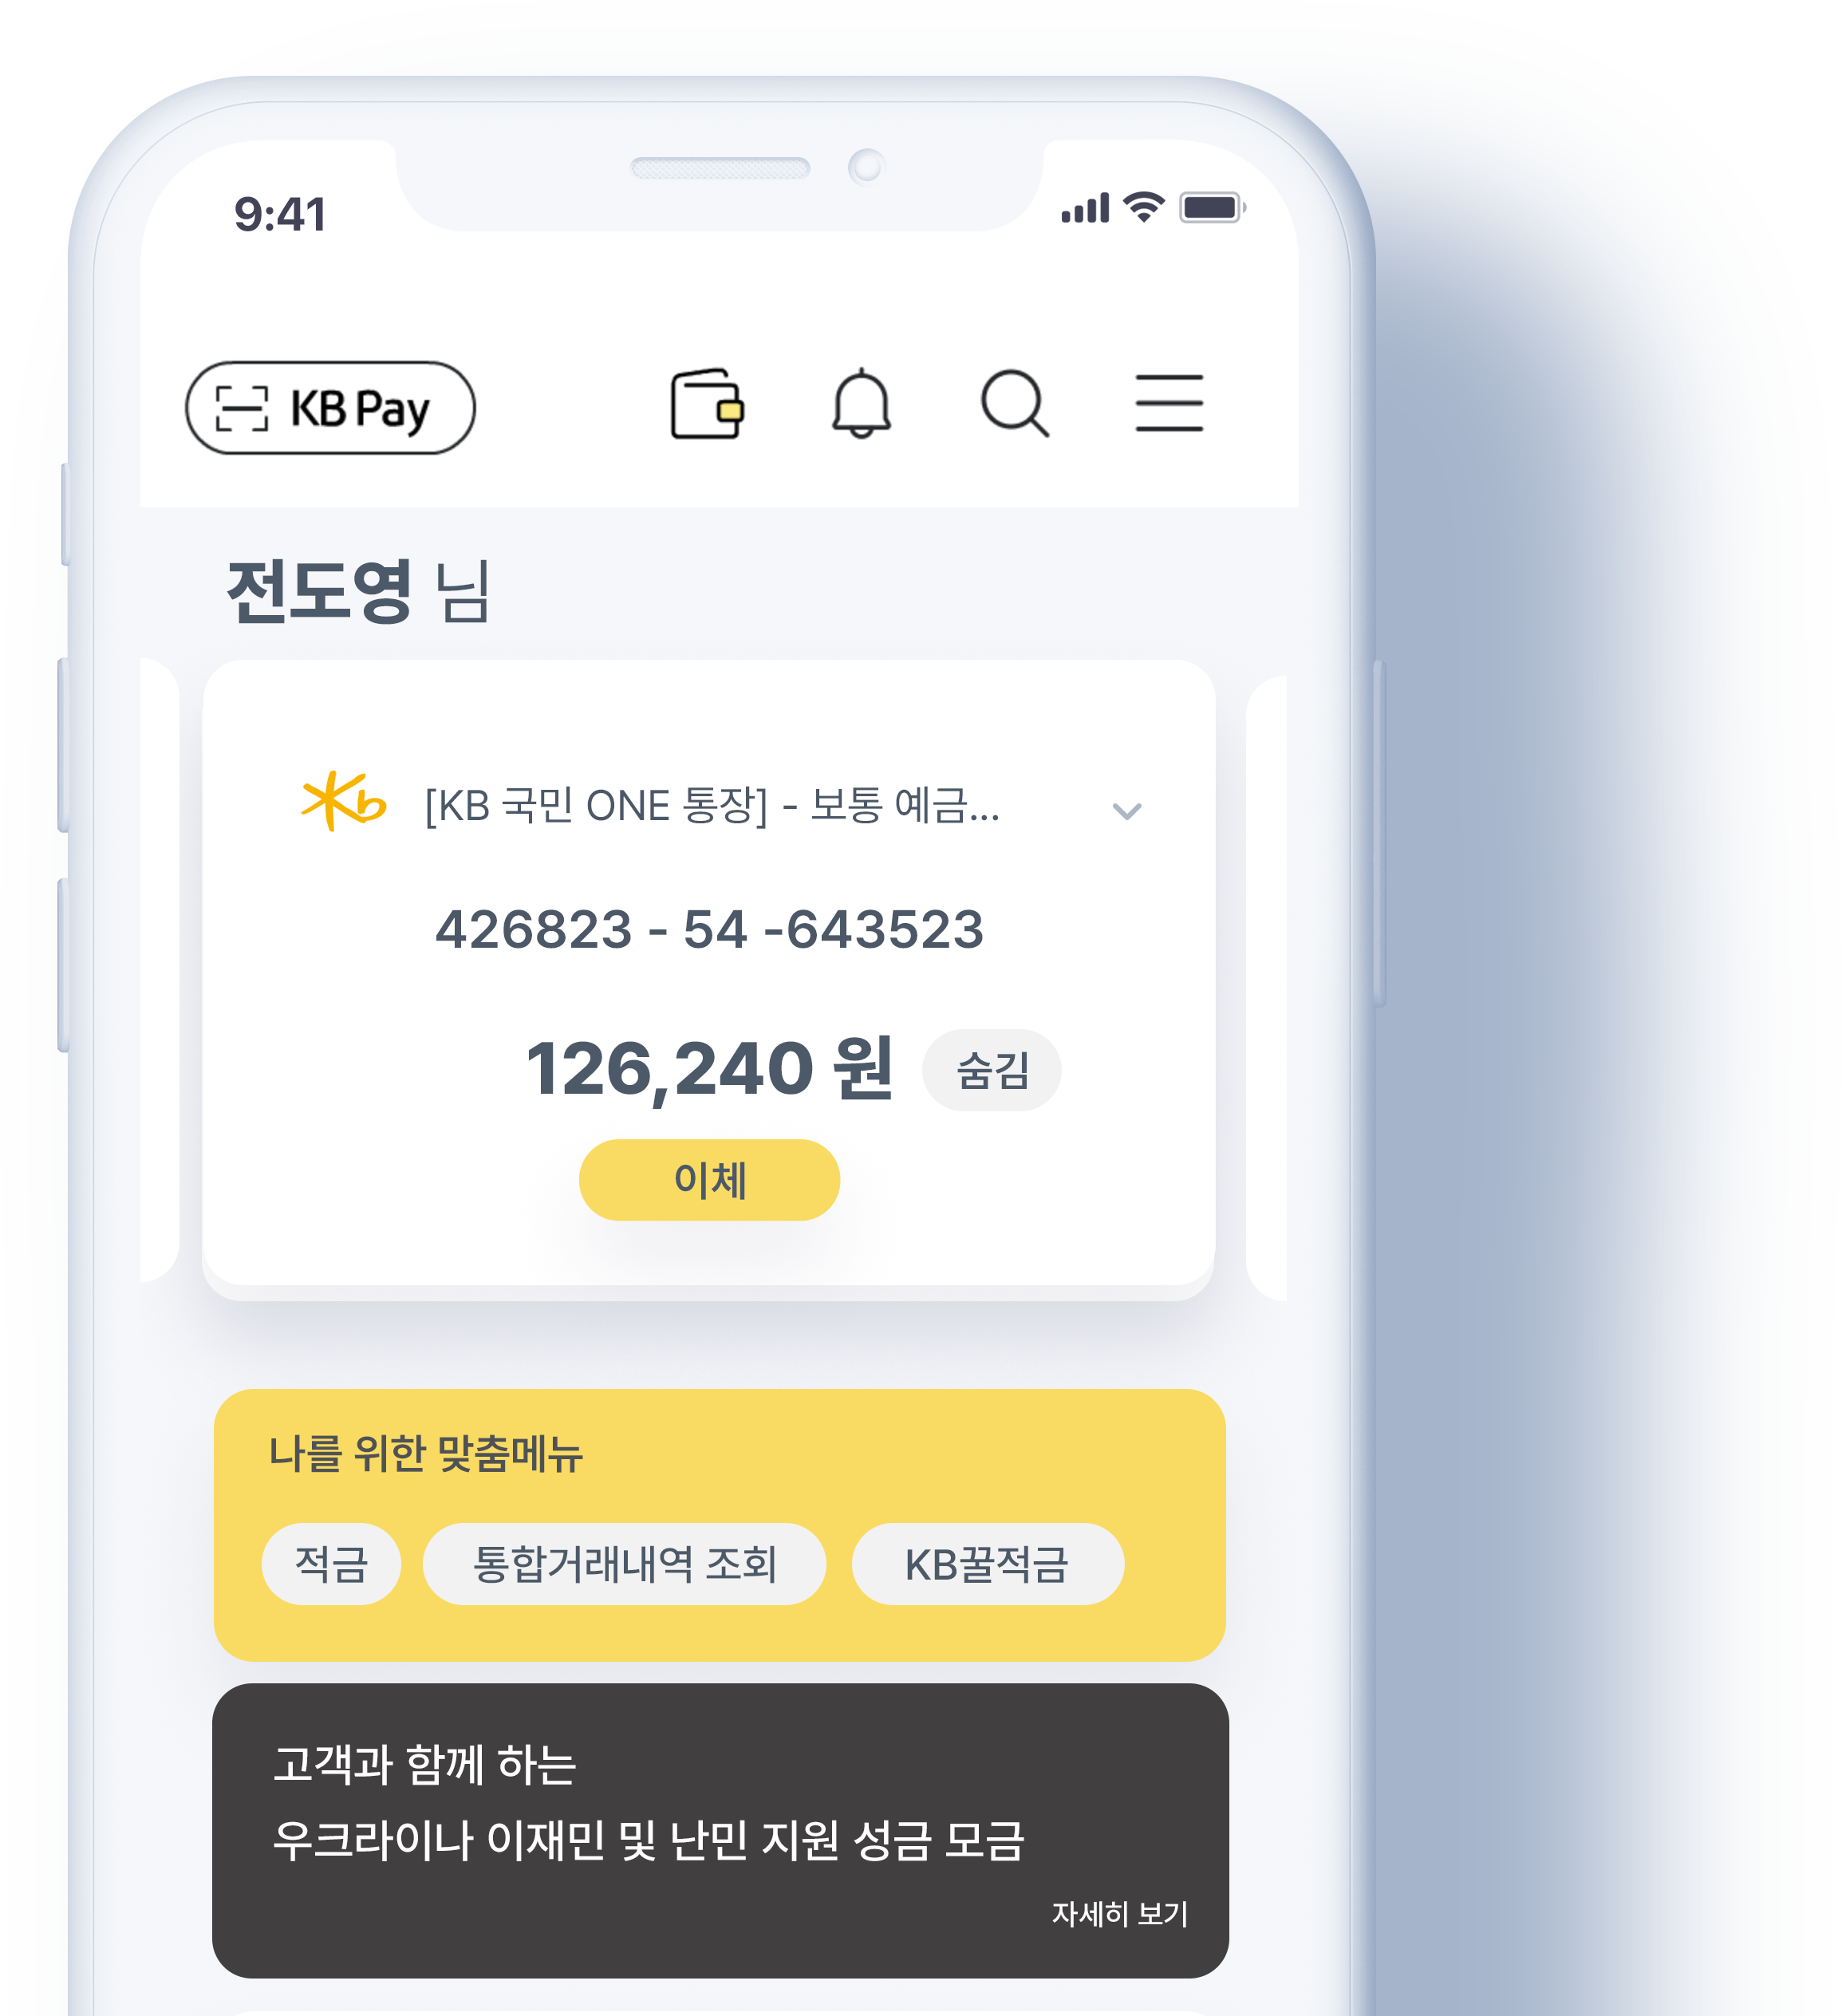 9:41
KB Pay
전도영 님
Kb [KB 국민 ONE 통장] - 보통 예금...
426823 - 54 -643523
126,240 원 숨김
이체
나를 위한 맞춤메뉴
적금 통합거래내역 조회 KB꿀적금
고객과 함께 하는
우크라이나 이재민 및 난민 지원 성금 모금
자세히 보기